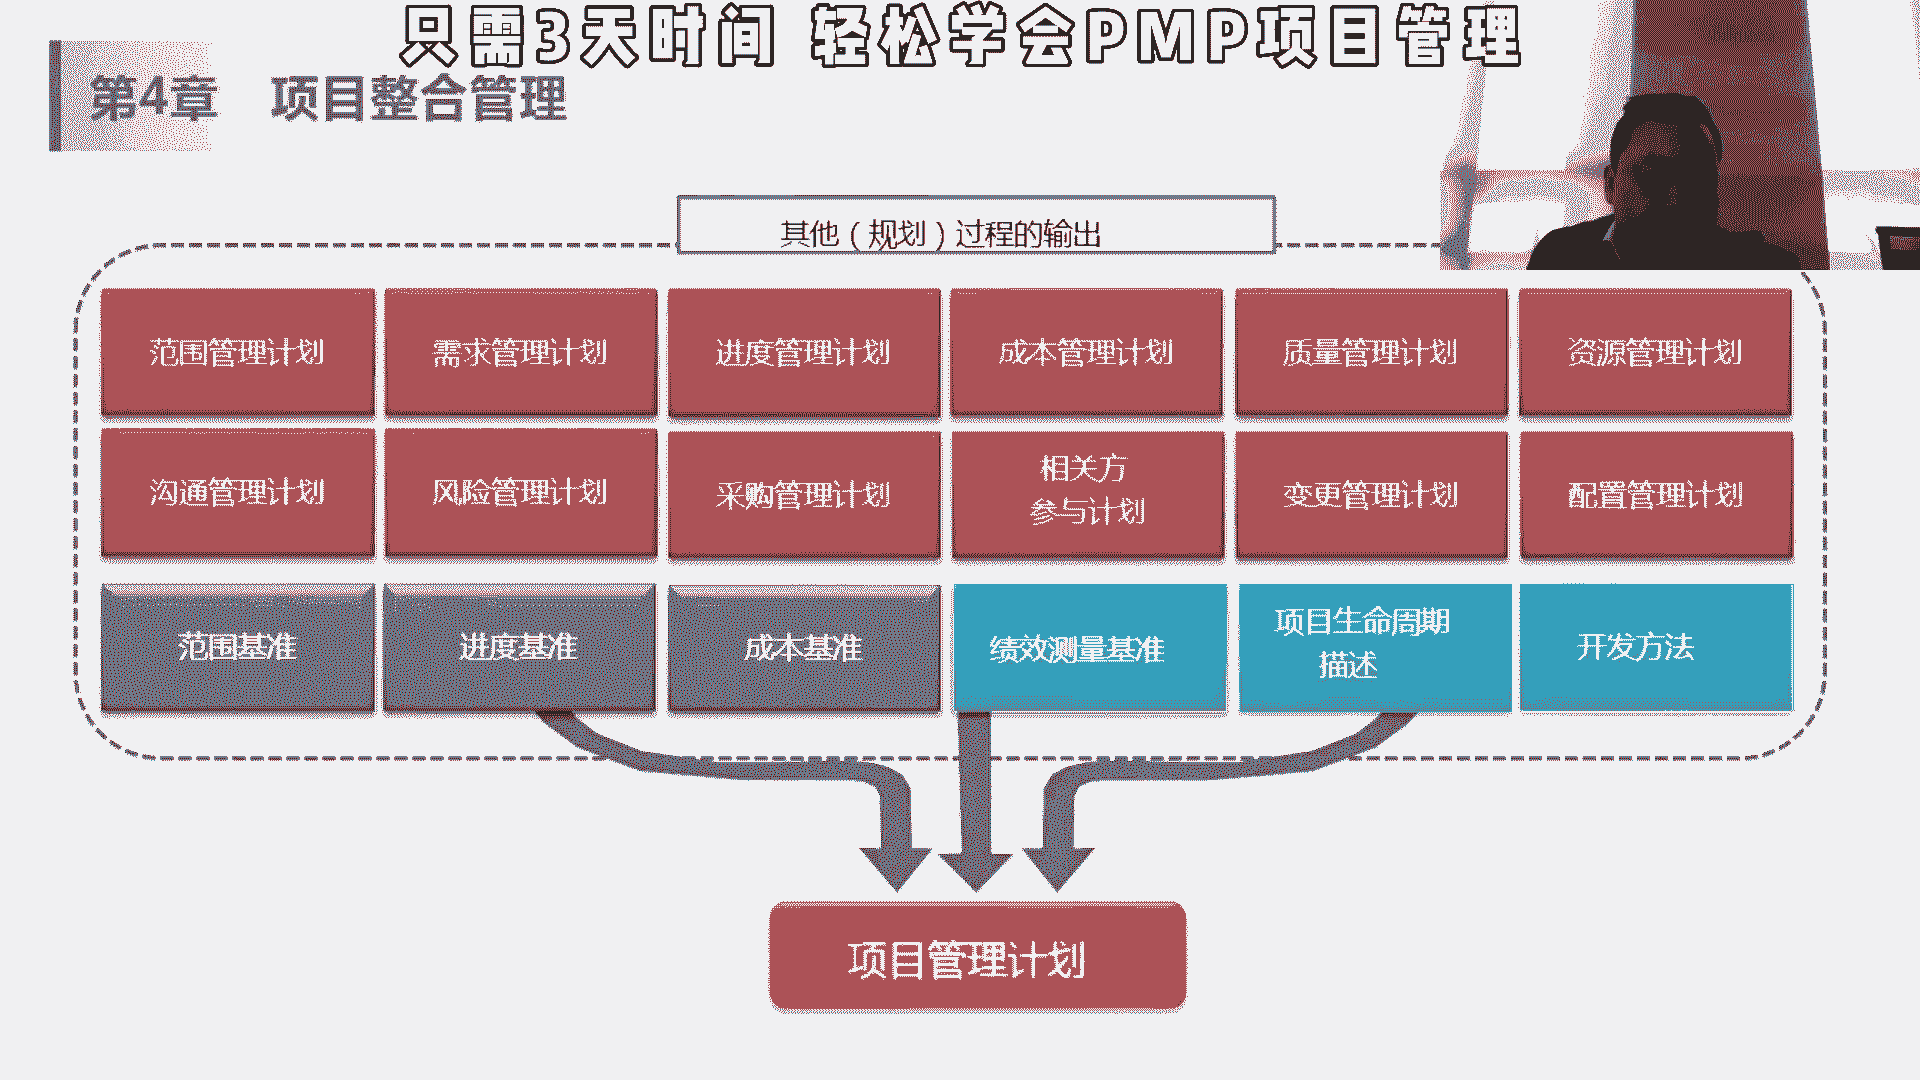 只需3天时间 轻松学会PMP项目管理
第4章 项目整合管理
其他（规划）过程的输出
范围管理计划
需求管理计划
进度管理计划
成本管理计划
质量管理计划
资源管理计划
沟通管理计划
风险管理计划
采购管理计划
相关方
参与计划
变更管理计划
配置管理计划
范围基准
进度基准
成本基准
绩效测量基准
项目生命周期
描述
开发方法
项目管理计划